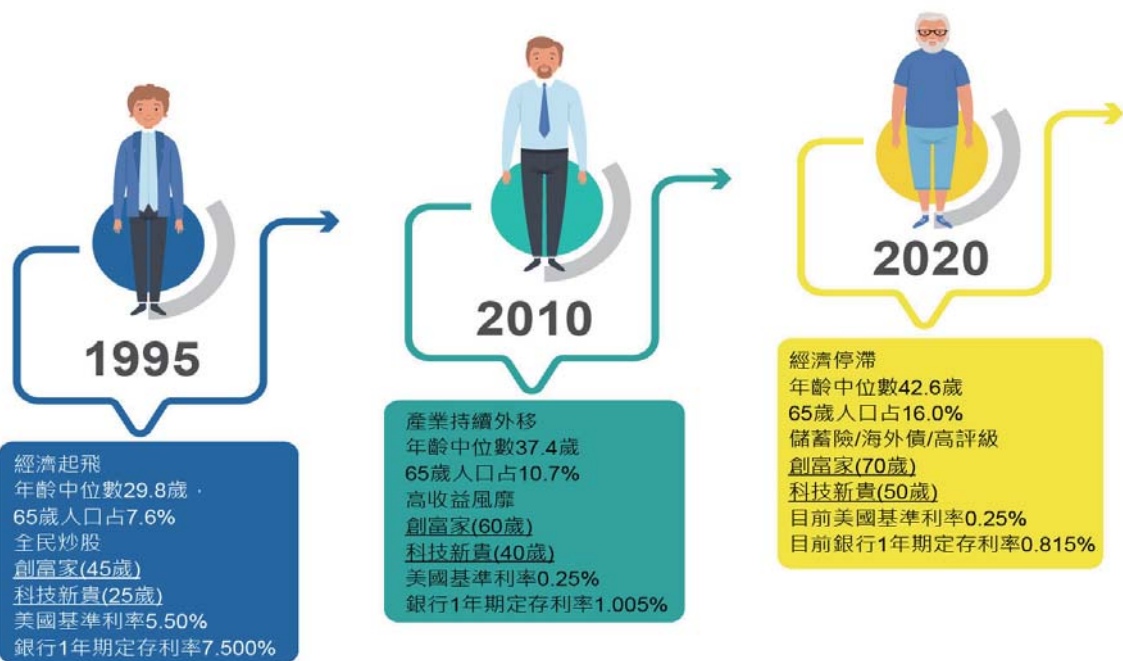 1995
經濟起飛
年齡中位數29.8歲，
65歲人口占7.6%
全民炒股
創富家(45歲)
科技新貴(25歲)
美國基準利率5.50%
銀行1年期定存利率7.500%
2010
產業持續外移
年齡中位數37.4歲
65歲人口占10.7%
高收益風靡
創富家(60歲)
科技新貴(40歲)
美國基準利率0.25%
銀行1年期定存利率1.005%
2020
經濟停滯
年齡中位數42.6歲
65歲人口占16.0%
儲蓄險/海外債/高評級
創富家(70歲)
科技新貴(50歲)
目前美國基準利率0.25%
目前銀行1年期定存利率0.815%